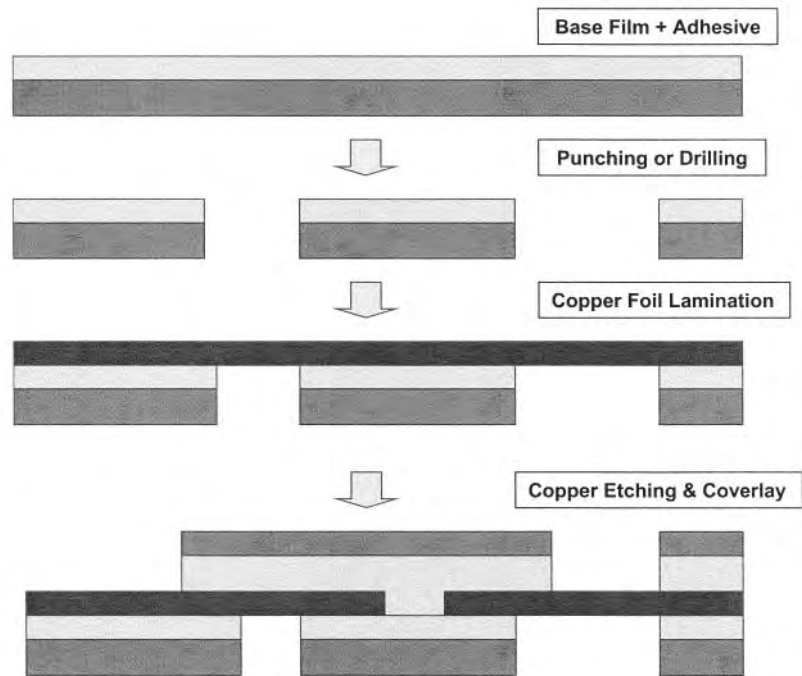 Base Film + Adhesive
Punching or Drilling
Copper Foil Lamination
Copper Etching & Coverlay